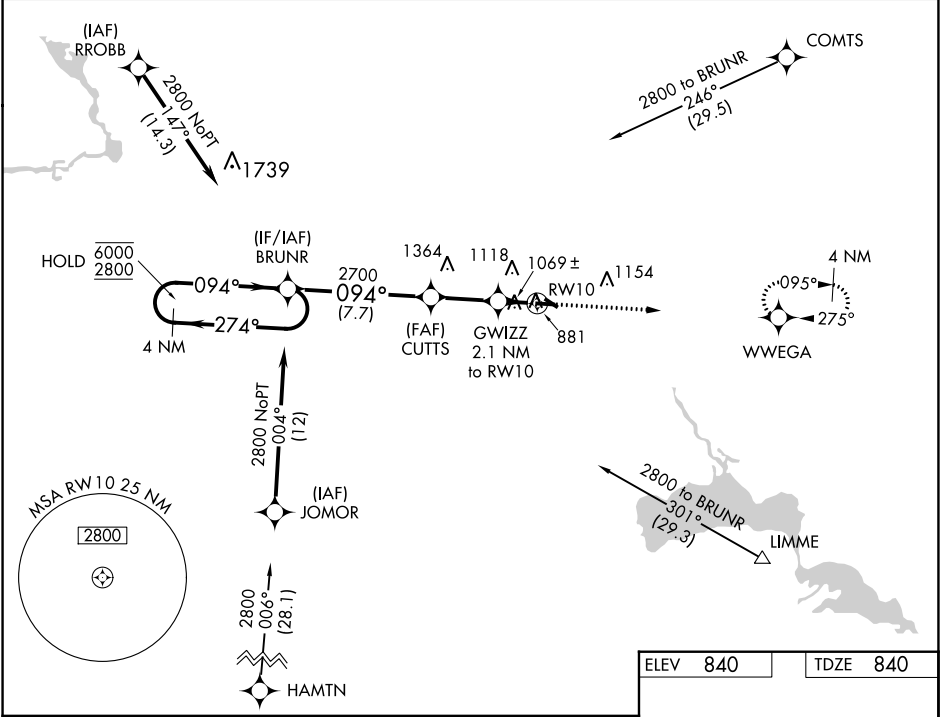 (IAF)
RROBB
2800 NoPT
147°
(14.3)
1739
COMTS
2800 to BRUNR
246°
(29.5)
HOLD
6000
2800
094°
274°
4 NM
(IF/IAF)
BRUNR
2700
094°
(7.7)
1364
(FAF)
CUTTS
1118
1069 ±
GWIZZ
2.1 NM
to RW10
RW10
881
1154
4 NM
095°
275°
WWEGA
2800 NoPT
004°
(12)
(IAF)
JOMOR
2800 to BRUNR
301°
(29.3)
LIMME
MSA RW10 25 NM
2800
2800
006°
(28.1)
HAMTN
ELEV 840
TDZE 840